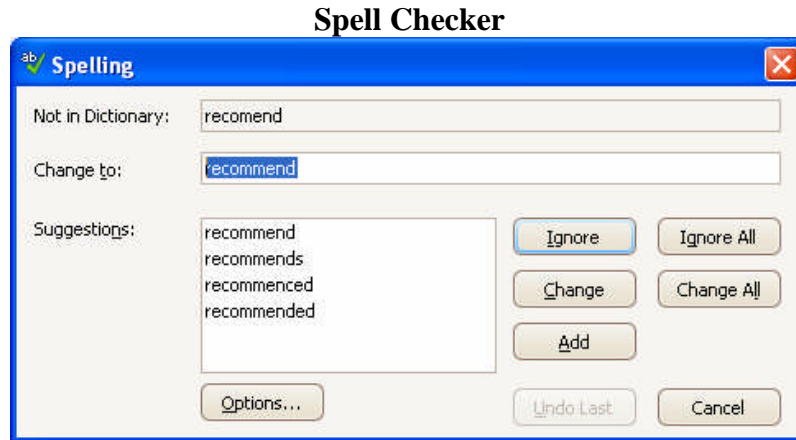 Spell Checker
ab Spelling
Not in Dictionary: recomend
Change to: recommend
Suggestions:
recommend
recommends
recommenced
recommended
Ignore
Ignore All
Change
Change All
Add
Options...
Undo Last
Cancel